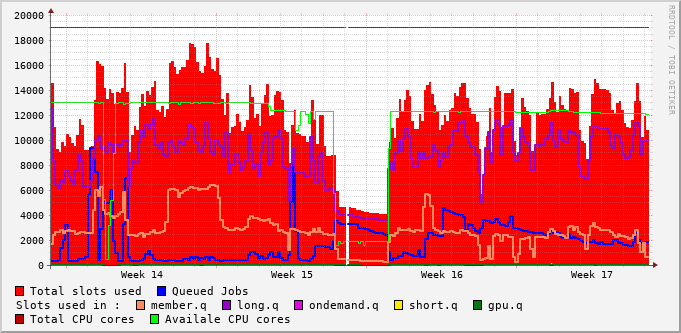 20000
18000
16000
14000
12000
10000
8000
6000
4000
2000
0
Week 14 Week 15 Week 16 Week 17
Total slots used Queued Jobs
Slots used in : member.q long.q ondemand.q short.q gpu.q
Total CPU cores Availale CPU cores
RRDTOOL / TOBI OETIKER